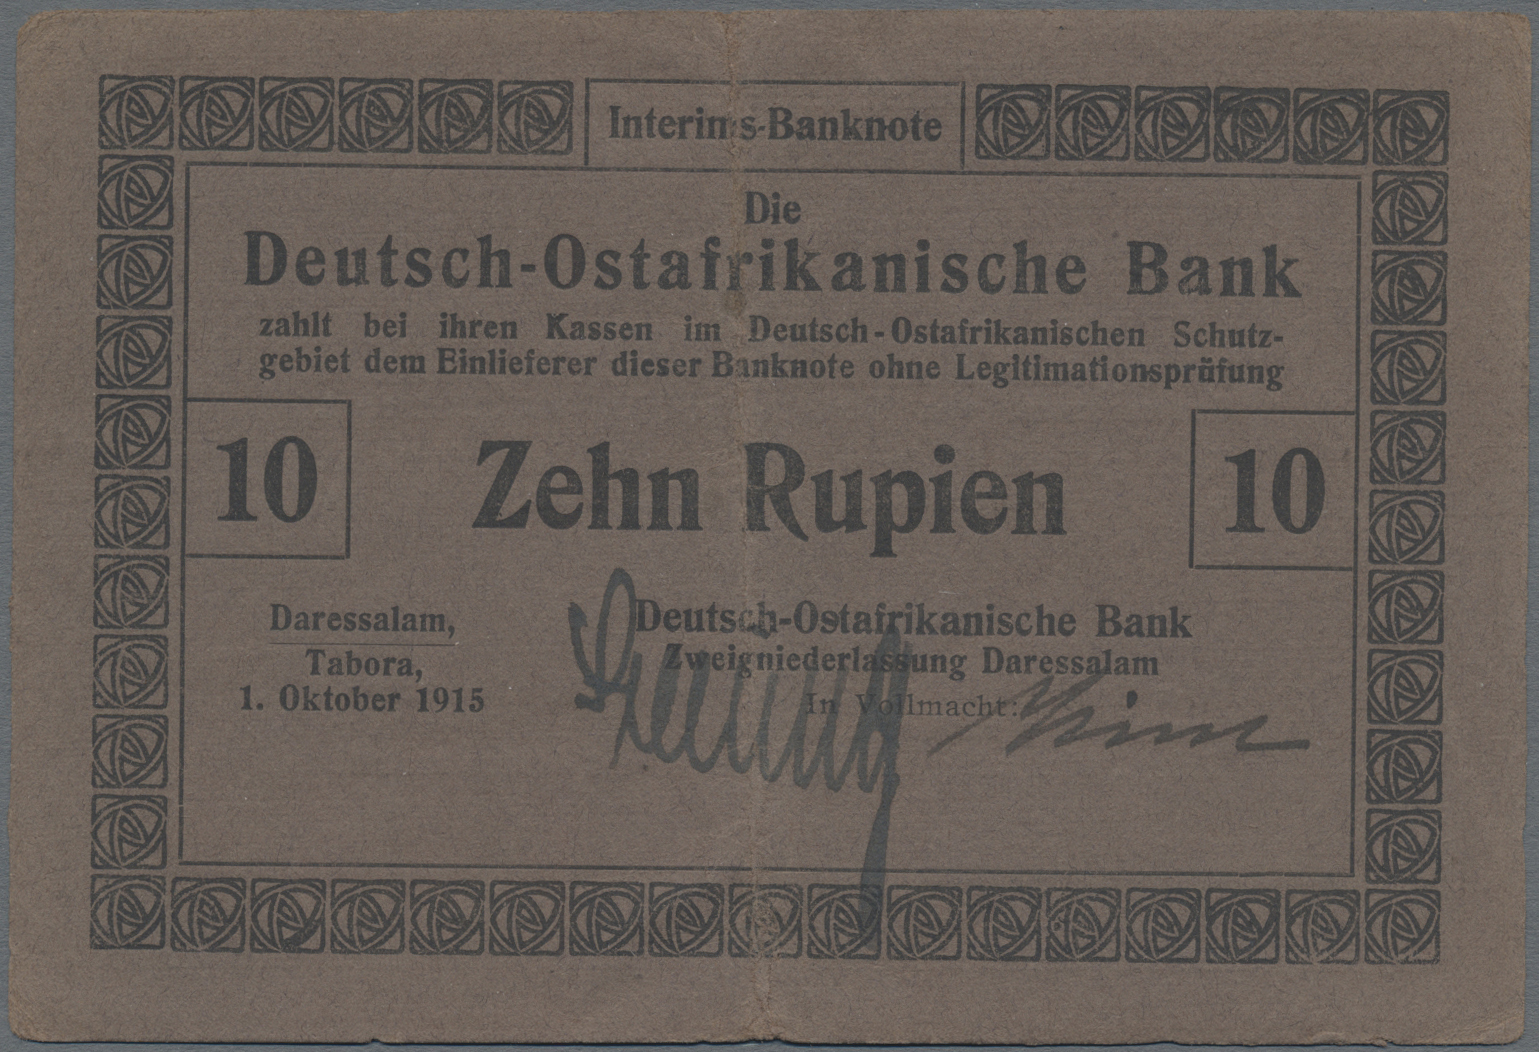 Interims-Banknote
Die
Deutsch-Ostafrikanische Bank
zahlt bei ihren Kassen im Deutsch-Ostafrikanischen Schutz-
gebiet dem Einlieferer dieser Banknote ohne Legitimationsprüfung
10 Zehn Rupien 10
Daressalam,
Tabora,
1. Oktober 1915
Deutsch-Ostafrikanische Bank
Zweigniederlassung Daressalam
In Vollmacht: